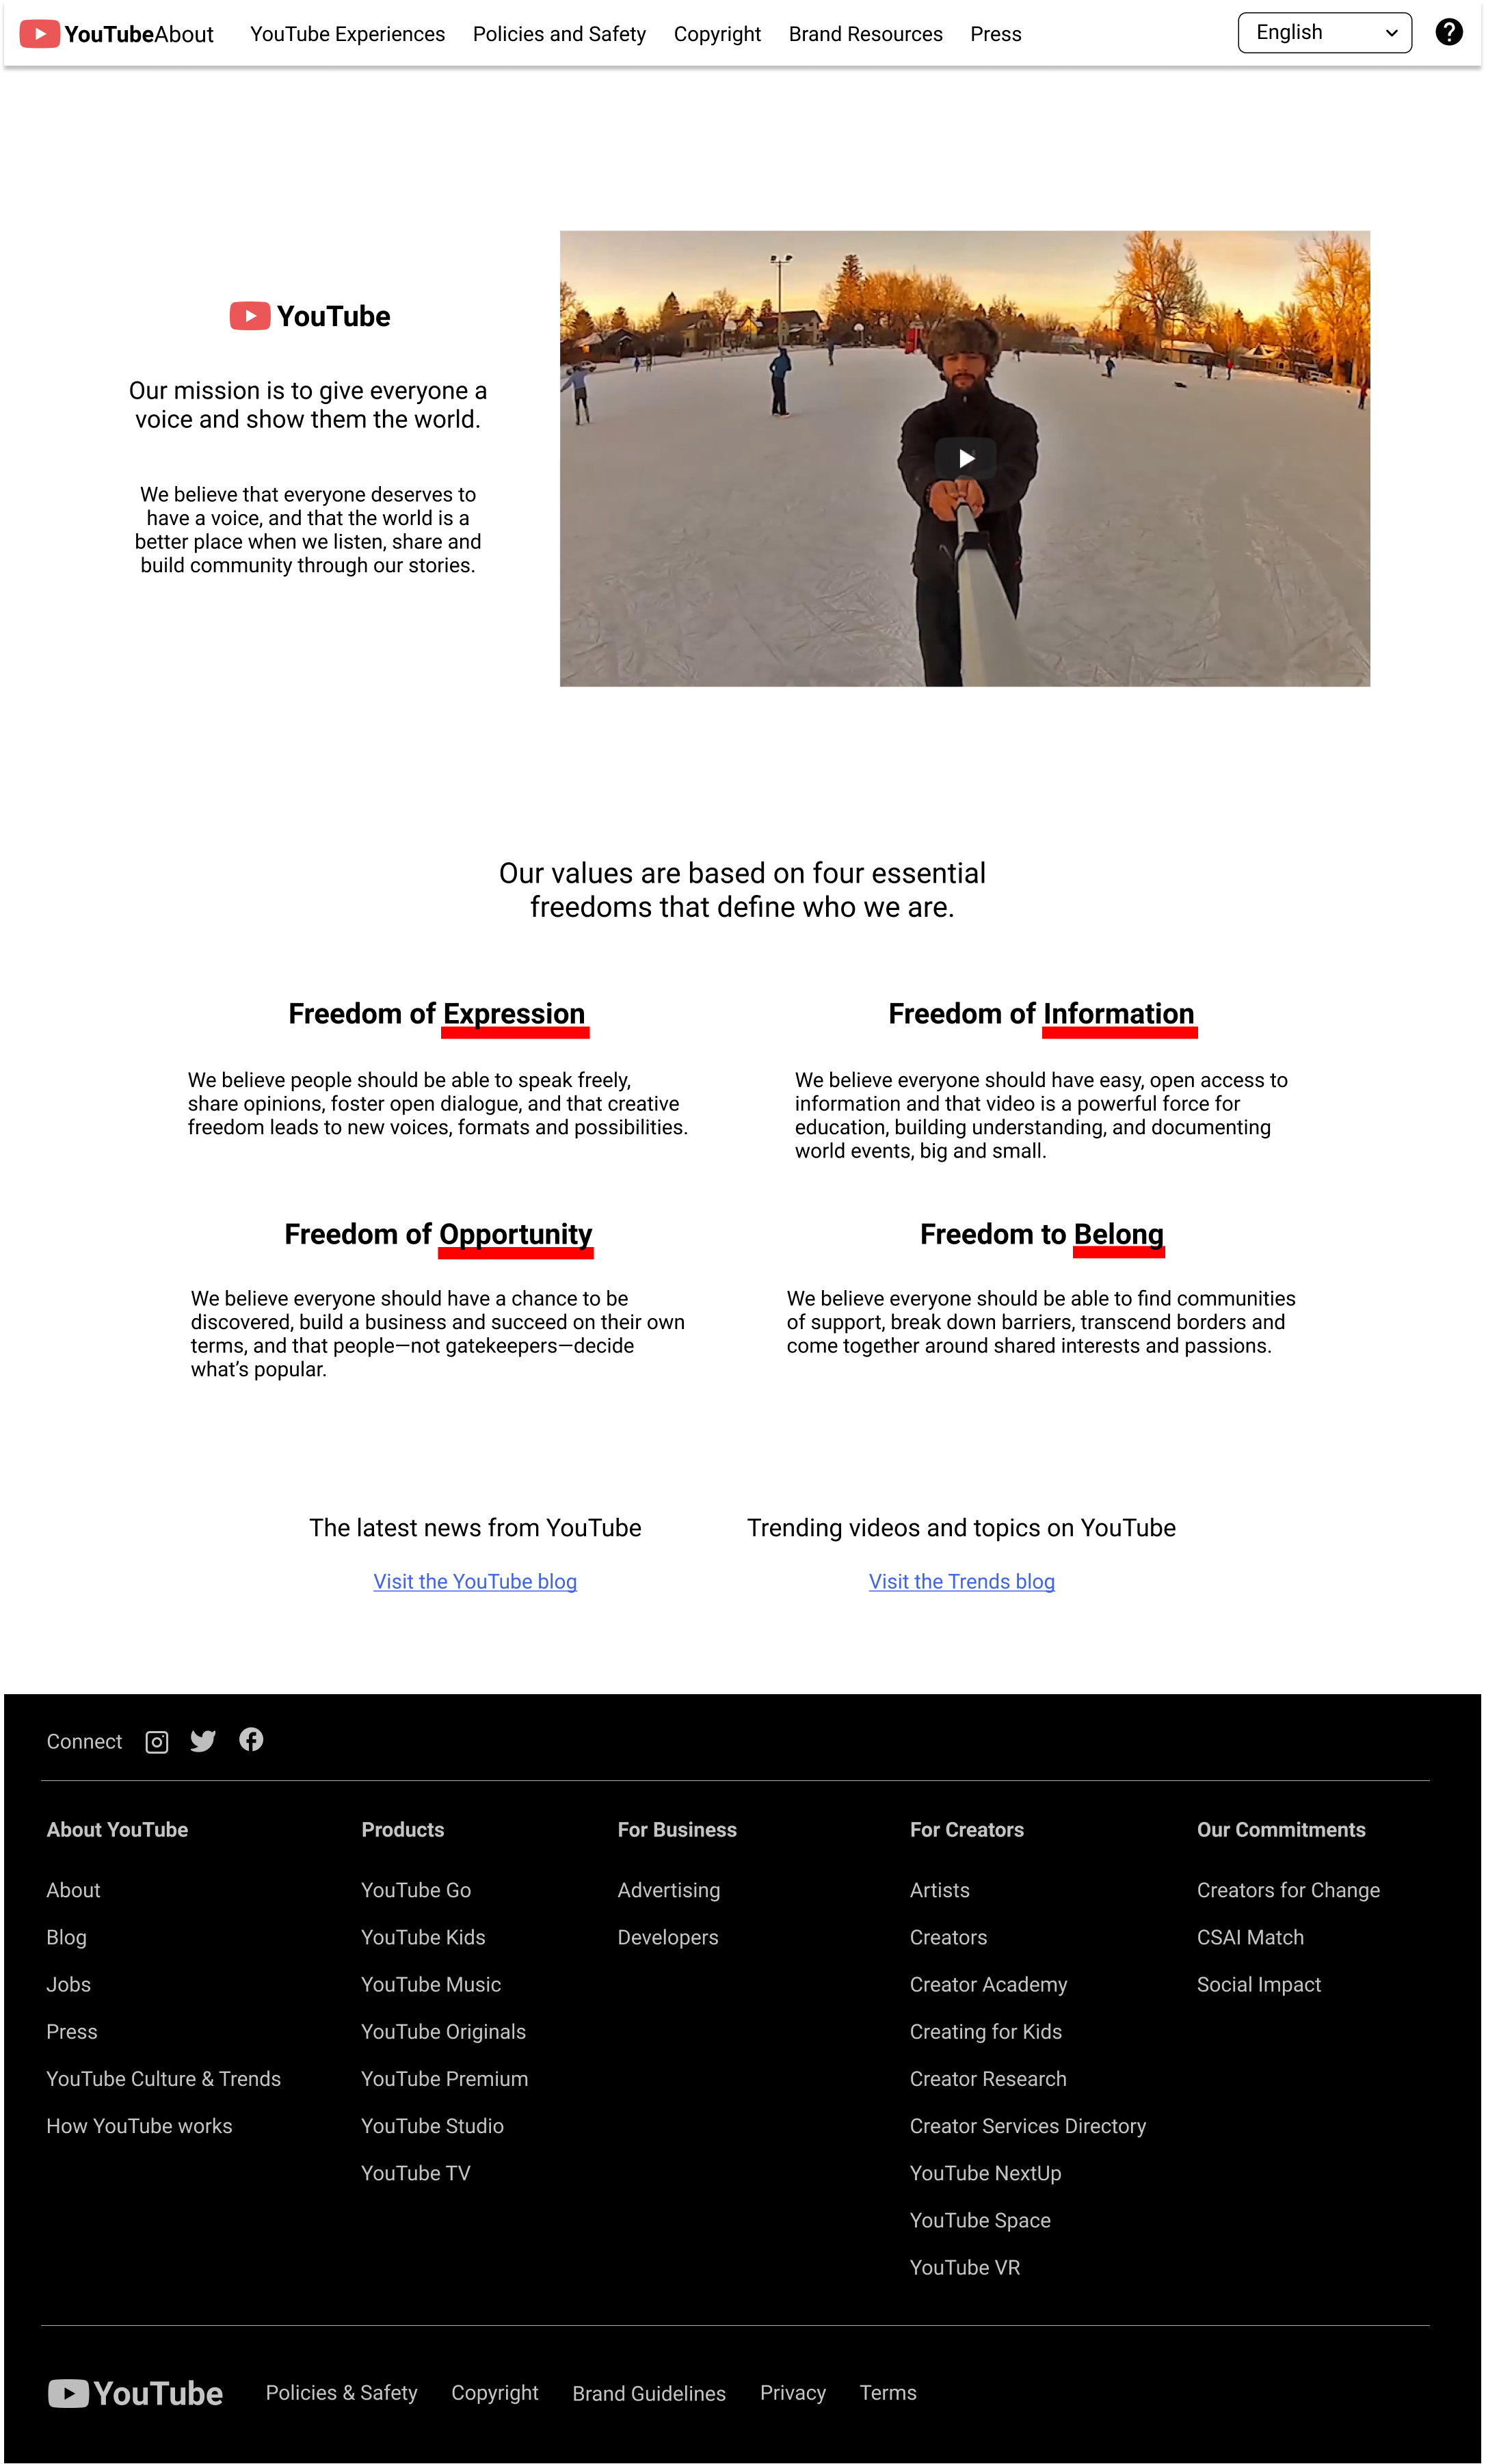 YouTubeAbout YouTube Experiences Policies and Safety Copyright Brand Resources Press English
YouTube
Our mission is to give everyone a
voice and show them the world.
We believe that everyone deserves to
have a voice, and that the world is a
better place when we listen, share and
build community through our stories.
Our values are based on four essential
freedoms that define who we are.
Freedom of Expression
We believe people should be able to speak freely,
share opinions, foster open dialogue, and that creative
freedom leads to new voices, formats and possibilities.
Freedom of Information
We believe everyone should have easy, open access to
information and that video is a powerful force for
education, building understanding, and documenting
world events, big and small.
Freedom of Opportunity
We believe everyone should have a chance to be
discovered, build a business and succeed on their own
terms, and that people—not gatekeepers—decide
what’s popular.
Freedom to Belong
We believe everyone should be able to find communities
of support, break down barriers, transcend borders and
come together around shared interests and passions.
The latest news from YouTube
Visit the YouTube blog
Trending videos and topics on YouTube
Visit the Trends blog
Connect
About YouTube
About
Blog
Jobs
Press
YouTube Culture & Trends
How YouTube works
Products
YouTube Go
YouTube Kids
YouTube Music
YouTube Originals
YouTube Premium
YouTube Studio
YouTube TV
For Business
Advertising
Developers
For Creators
Artists
Creators
Creator Academy
Creating for Kids
Creator Research
Creator Services Directory
YouTube NextUp
YouTube Space
YouTube VR
Our Commitments
Creators for Change
CSAI Match
Social Impact
YouTube Policies & Safety Copyright Brand Guidelines Privacy Terms